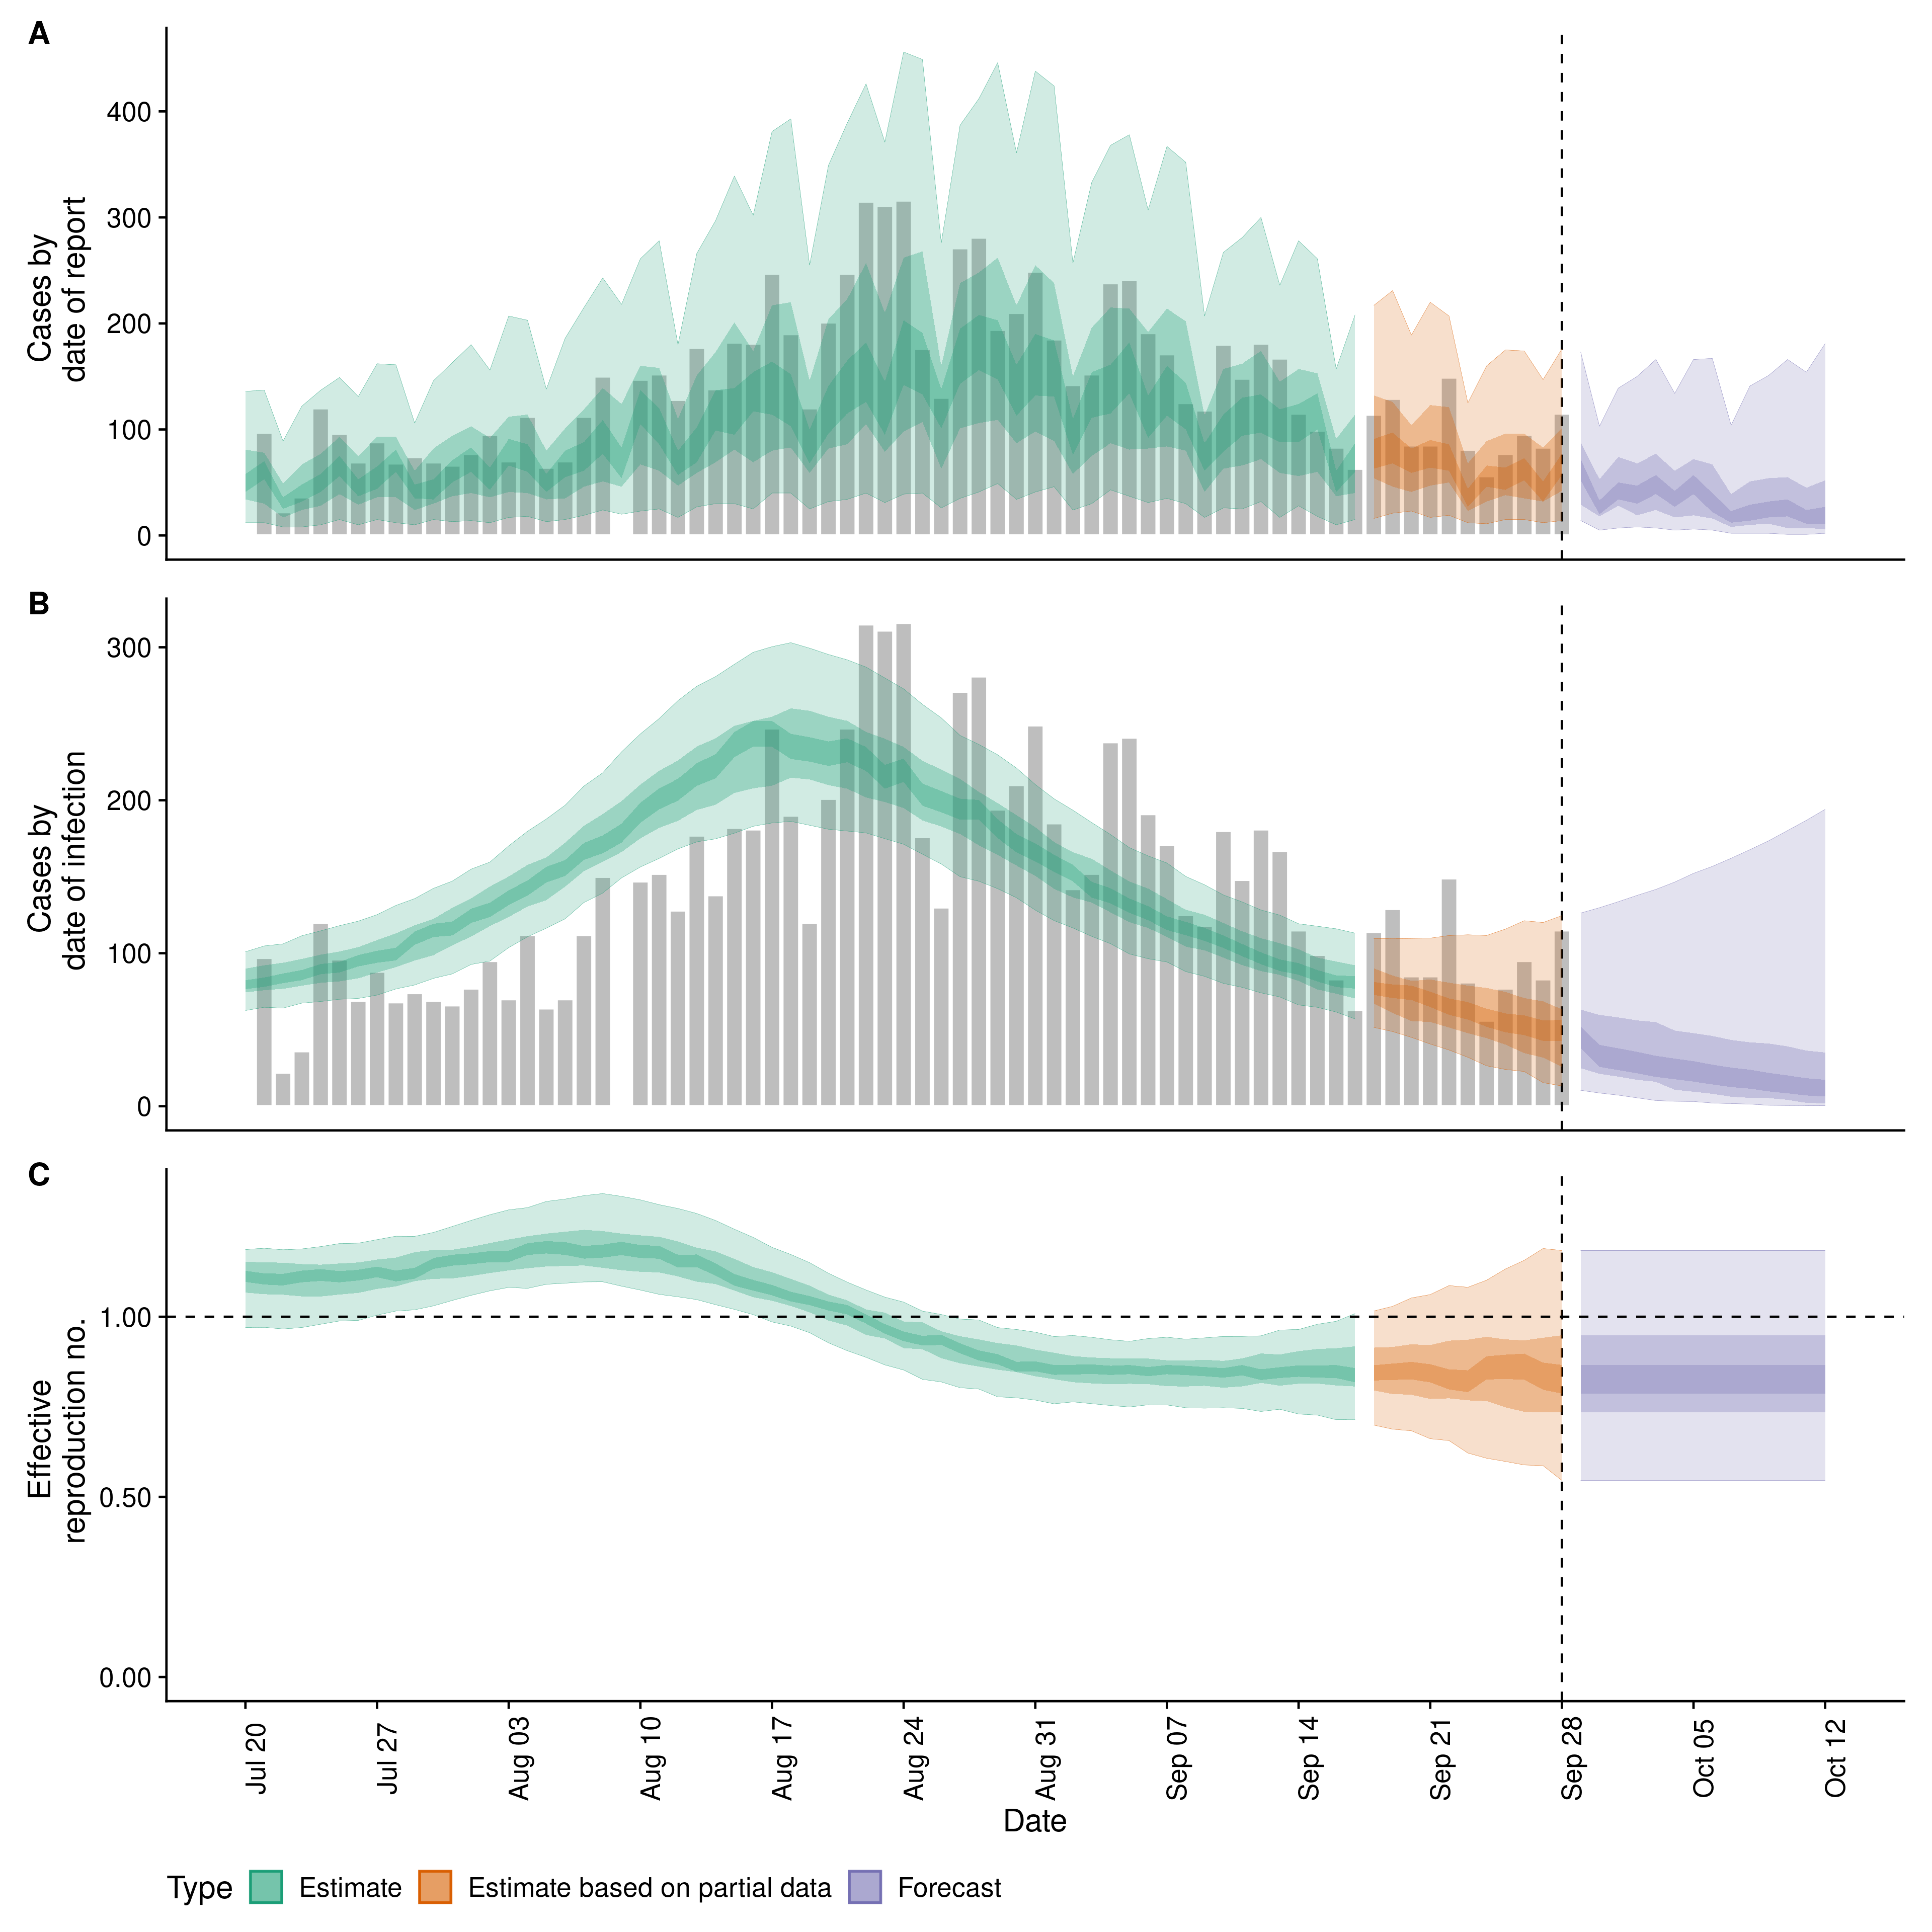 A
Cases by
date of report
400
300
200
100
0
B
Cases by
date of infection
300
200
100
0
C
Effective
reproduction no.
1.00
0.50
0.00
Jul 20
Jul 27
Aug 03
Aug 10
Aug 17
Aug 24
Aug 31
Sep 07
Sep 14
Sep 21
Sep 28
Oct 05
Oct 12
Date
Type Estimate Estimate based on partial data Forecast